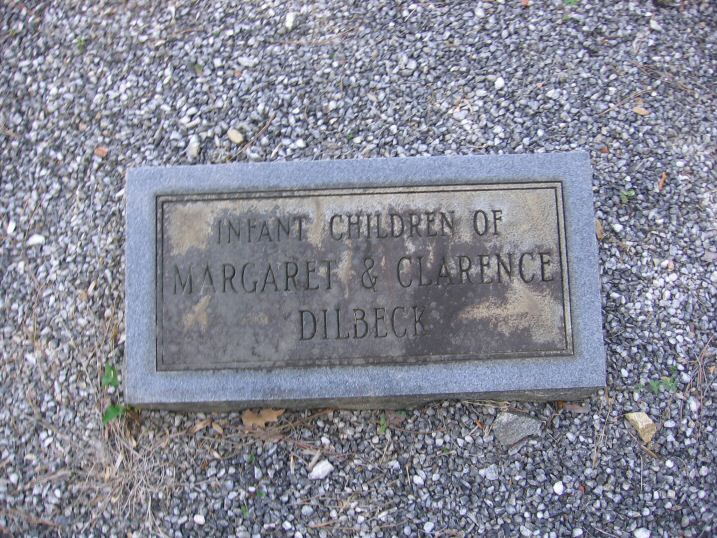 INFANT CHILDREN OF
MARGARET & CLARENCE
DILBECK